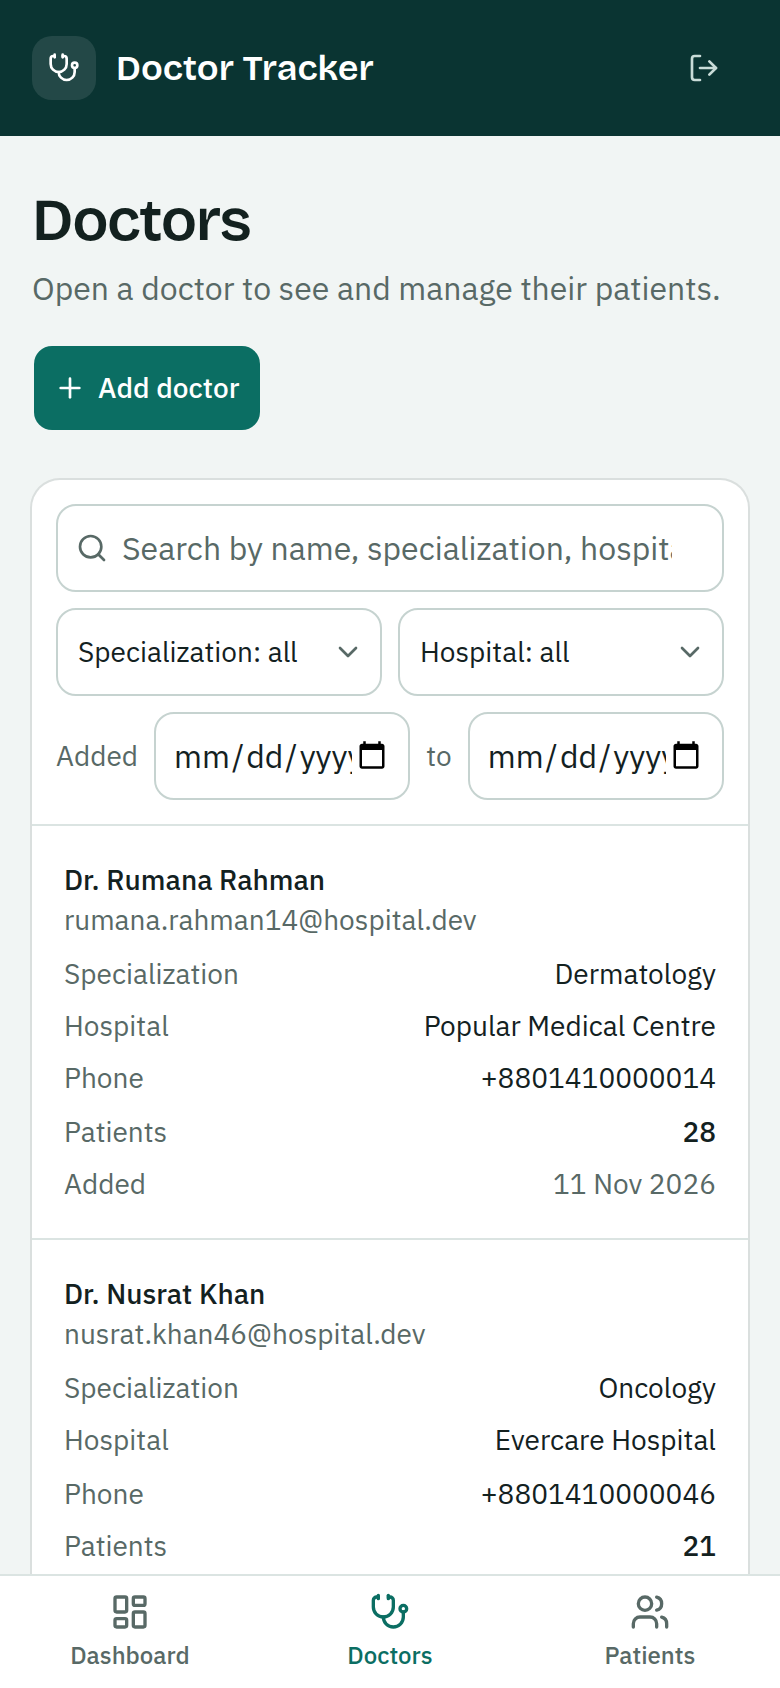 Doctor Tracker
Doctors
Open a doctor to see and manage their patients.
Add doctor
Search by name, specialization,
Specialization: all
Hospital: all
Added mm/dd/yyyy to mm/dd/yyyy
Dr. Rumana Rahman
rumana.rahman14@hospital.dev
Specialization Dermatology
Hospital Popular Medical Centre
Phone +8801410000014
Patients 28
Added 11 Nov 2026
Dr. Nusrat Khan
nusrat.khan46@hospital.dev
Specialization Oncology
Hospital Evercare Hospital
Phone +8801410000046
Patients 21
Dashboard
Doctors
Patients